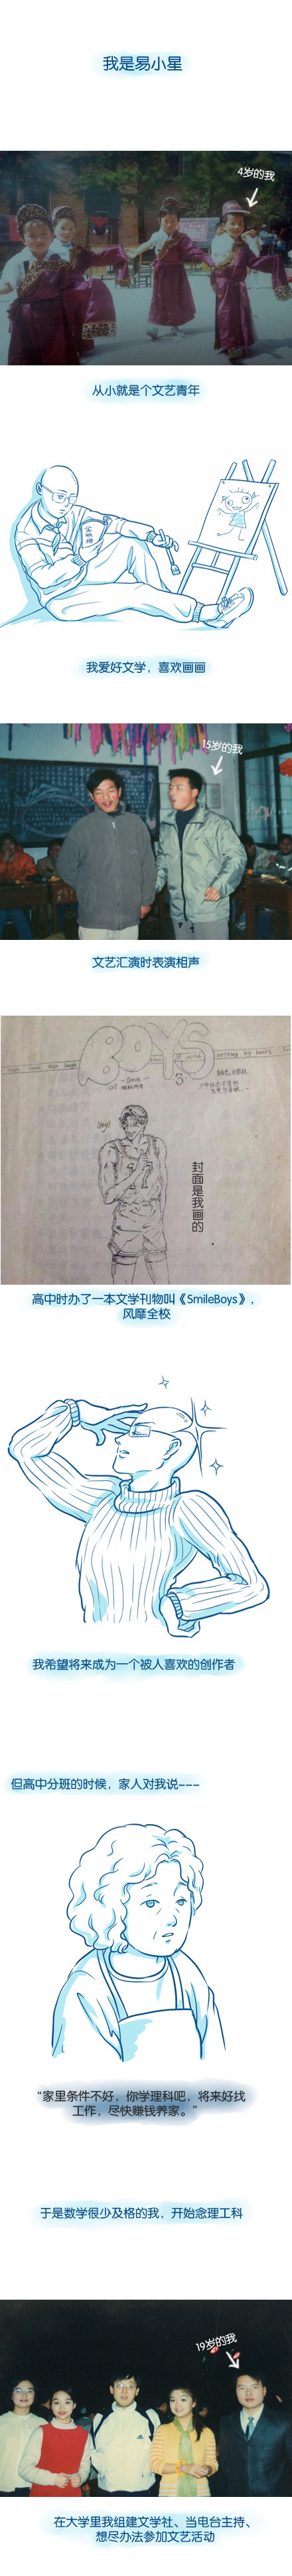 我是易小星
4岁的我
从小就是个文艺青年
我爱好文学，喜欢画画
15岁的我
文艺汇演时表演相声
BOYS
3
封面是我画的
高中时办了一本文学刊物叫《SmileBoys》，
风靡全校
我希望将来成为一个被人喜欢的创作者
但高中分班的时候，家人对我说---
“家里条件不好，你学理科吧，将来好找
工作，尽快赚钱养家。”
于是数学很少及格的我，开始念理工科
19岁的我
在大学里我组建文学社、当电台主持、
想尽办法参加文艺活动